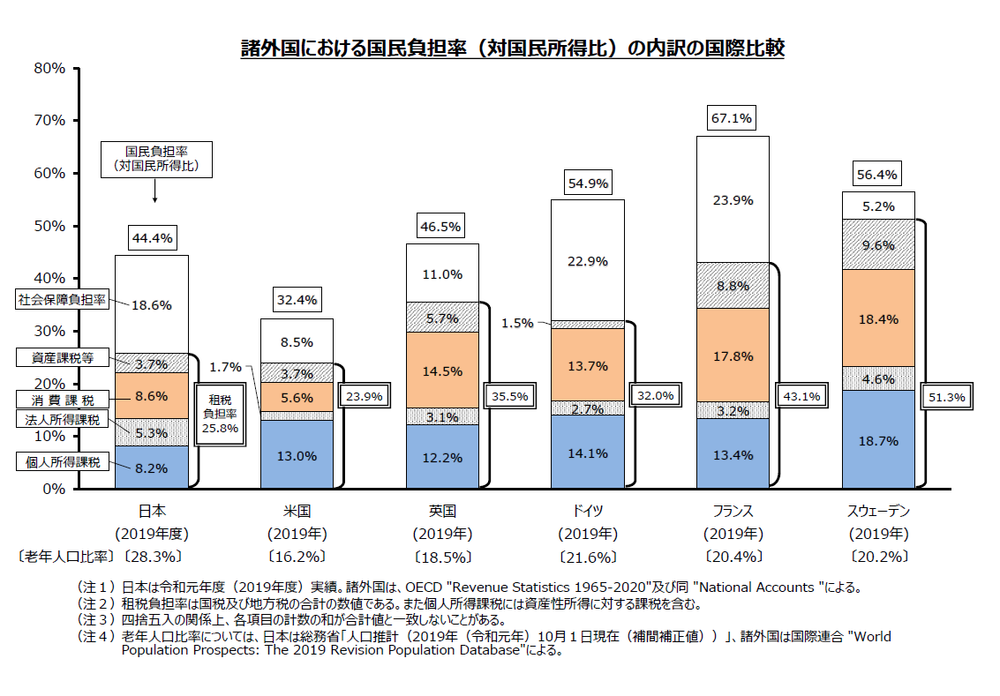 諸外国における国民負担率（対国民所得比）の内訳の国際比較
80%
70%
60%
50%
40%
30%
20%
10%
0%
国民負担率
（対国民所得比）
社会保障負担率
資産課税等
消費課税
法人所得課税
個人所得課税
44.4%
18.6%
3.7%
8.6%
5.3%
8.2%
租税
負担率
25.8%
32.4%
8.5%
3.7%
5.6%
1.7%
13.0%
23.9%
46.5%
11.0%
5.7%
14.5%
3.1%
12.2%
35.5%
54.9%
22.9%
1.5%
13.7%
2.7%
14.1%
32.0%
67.1%
23.9%
8.8%
17.8%
3.2%
13.4%
43.1%
56.4%
5.2%
9.6%
18.4%
4.6%
18.7%
51.3%
日本 米国 英国 ドイツ フランス スウェーデン
(2019年度) (2019年) (2019年) (2019年) (2019年) (2019年)
〔老年人口比率〕〔28.3%〕 〔16.2%〕 〔18.5%〕 〔21.6%〕 〔20.4%〕 〔20.2%〕
（注１）日本は令和元年度（2019年度）実績。諸外国は、OECD "Revenue Statistics 1965-2020"及び同 "National Accounts "による。
（注２）租税負担率は国税及び地方税の合計の数値である。また個人所得課税には資産性所得に対する課税を含む。
（注３）四捨五入の関係上、各項目の計数の和が合計値と一致しないことがある。
（注４）老年人口比率については、日本は総務省「人口推計（2019年（令和元年）10月１日現在（補間補正値））」、諸外国は国際連合 "World
Population Prospects: The 2019 Revision Population Database"による。